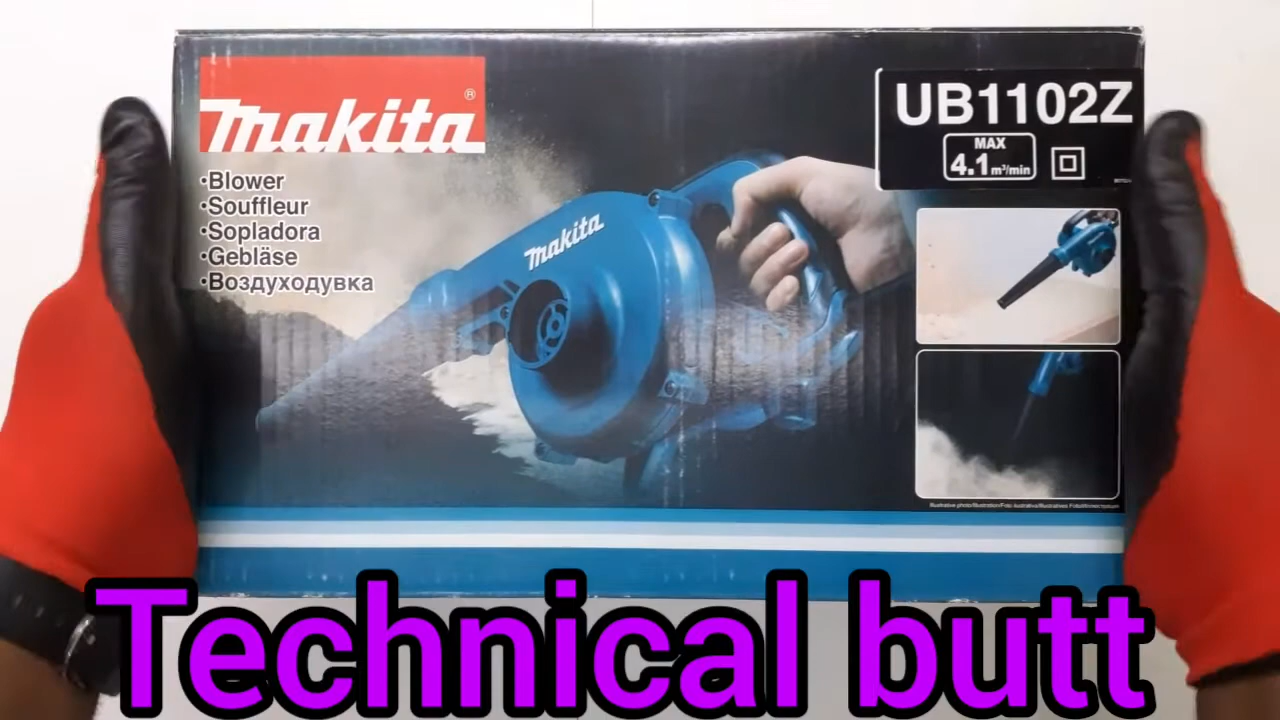 makita®
·Blower
·Souffleur
·Sopladora
·Gebläse
·Воздуходувка
makita
UB1102Z
MAX
4.1 m³/min
Technical butt